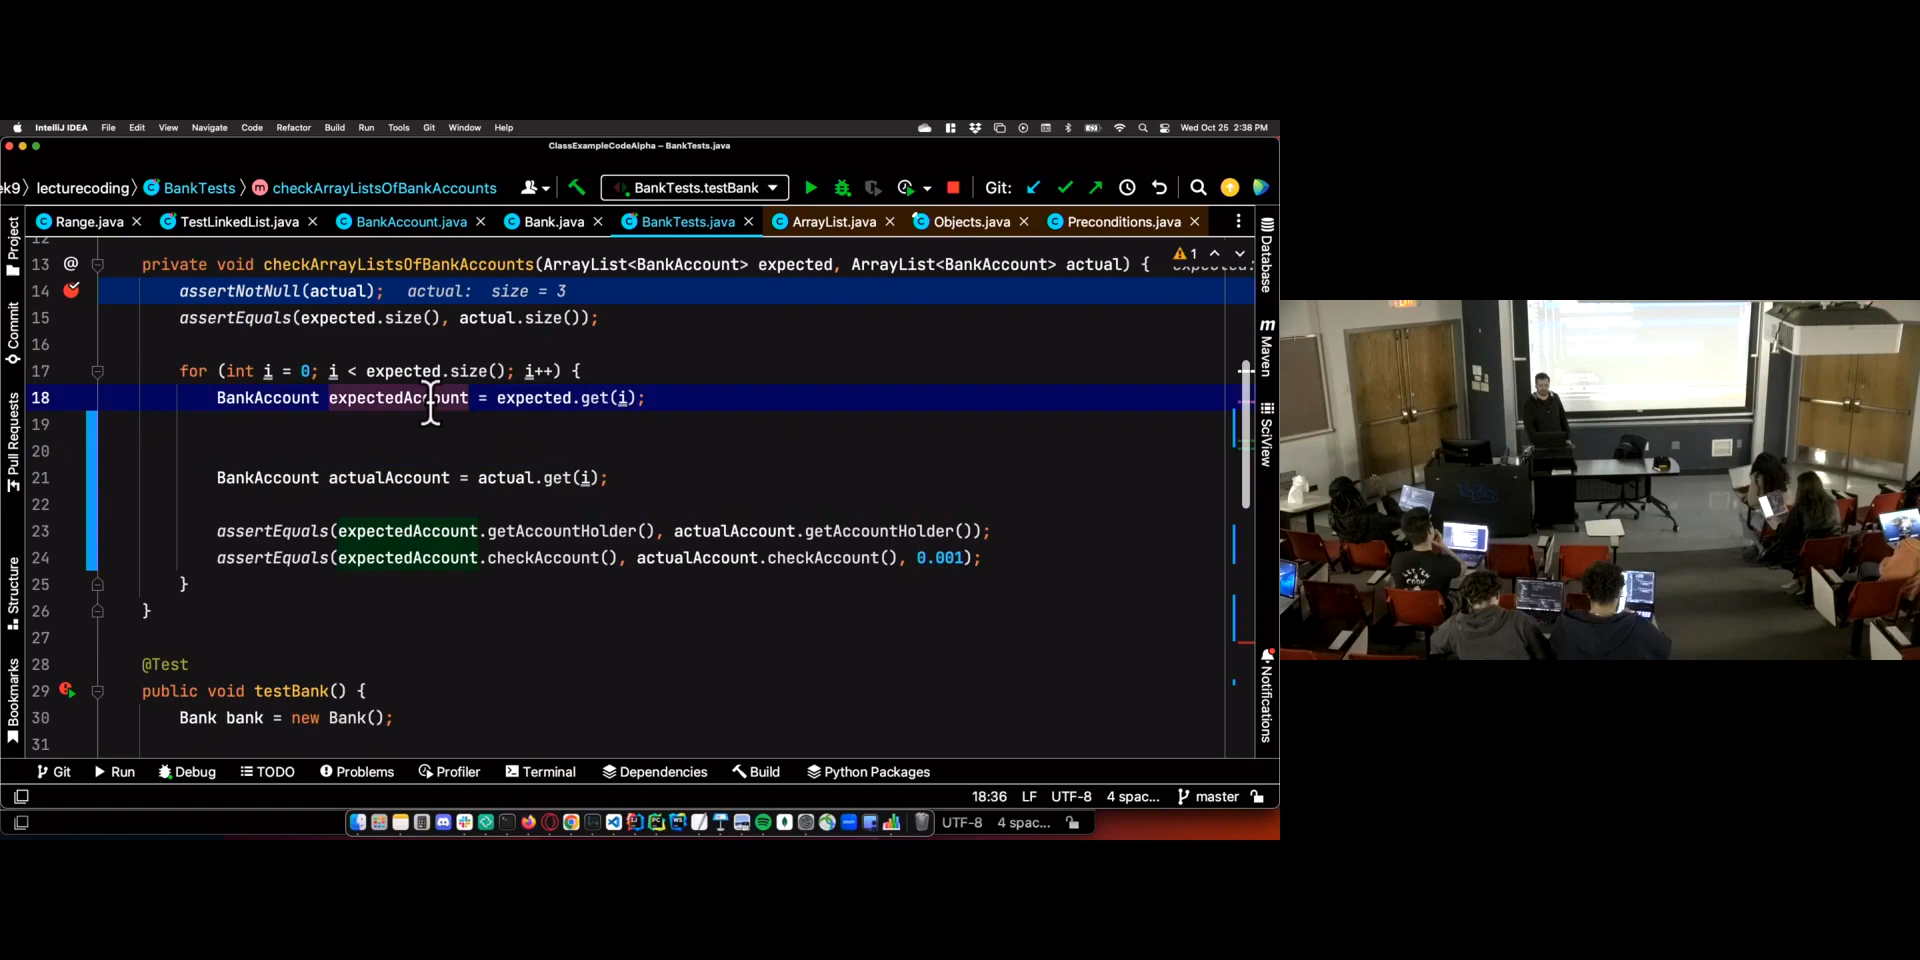 IntelliJ IDEA File Edit View Navigate Code Refactor Build Run Tools Git Window Help Wed Oct 25 2:38 PM
ClassExampleCodeAlpha – BankTests.java
ek9 lecturecoding BankTests checkArrayListsOfBankAccounts BankTests.testBank Git:
Range.java TestLinkedList.java BankAccount.java Bank.java BankTests.java ArrayList.java Objects.java Preconditions.java
12
13 @ private void checkArrayListsOfBankAccounts(ArrayList<BankAccount> expected, ArrayList<BankAccount> actual) { expected:
1
14 assertNotNull(actual); actual: size = 3
15 assertEquals(expected.size(), actual.size());
16
17 for (int i = 0; i < expected.size(); i++) {
18 BankAccount expectedAccount = expected.get(i);
19
20
21 BankAccount actualAccount = actual.get(i);
22
23 assertEquals(expectedAccount.getAccountHolder(), actualAccount.getAccountHolder());
24 assertEquals(expectedAccount.checkAccount(), actualAccount.checkAccount(), 0.001);
25 }
26 }
27
28 @Test
29 public void testBank() {
30 Bank bank = new Bank();
31
Project
Commit
Pull Requests
Structure
Bookmarks
Database
m Maven
SciView
Notifications
Git Run Debug TODO Problems Profiler Terminal Dependencies Build Python Packages
18:36 LF UTF-8 4 spac... master
UTF-8 4 spac...